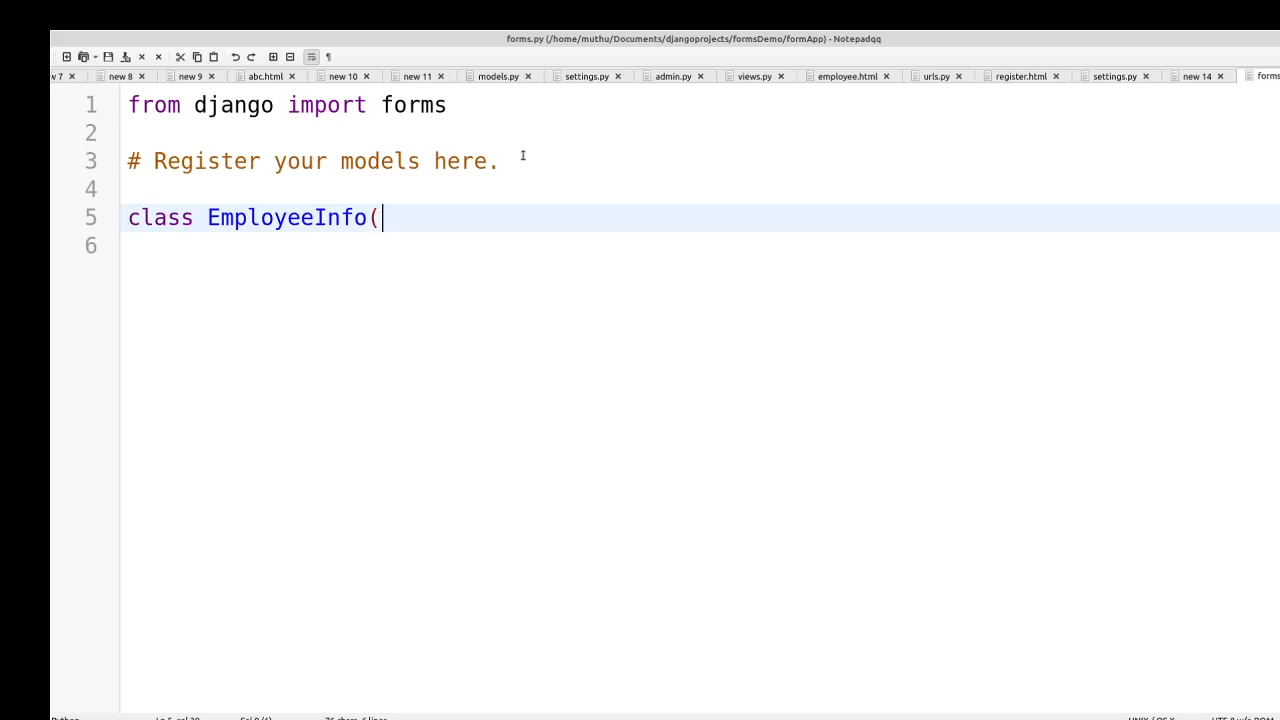 forms.py (/home/muthu/Documents/djangoprojects/formsDemo/formApp) - Notepadqq
w 7 new 8 new 9 abc.html new 10 new 11 models.py settings.py admin.py views.py employee.html urls.py register.html settings.py new 14 forms
1 from django import forms
2
3 # Register your models here.
4
5 class EmployeeInfo(
6